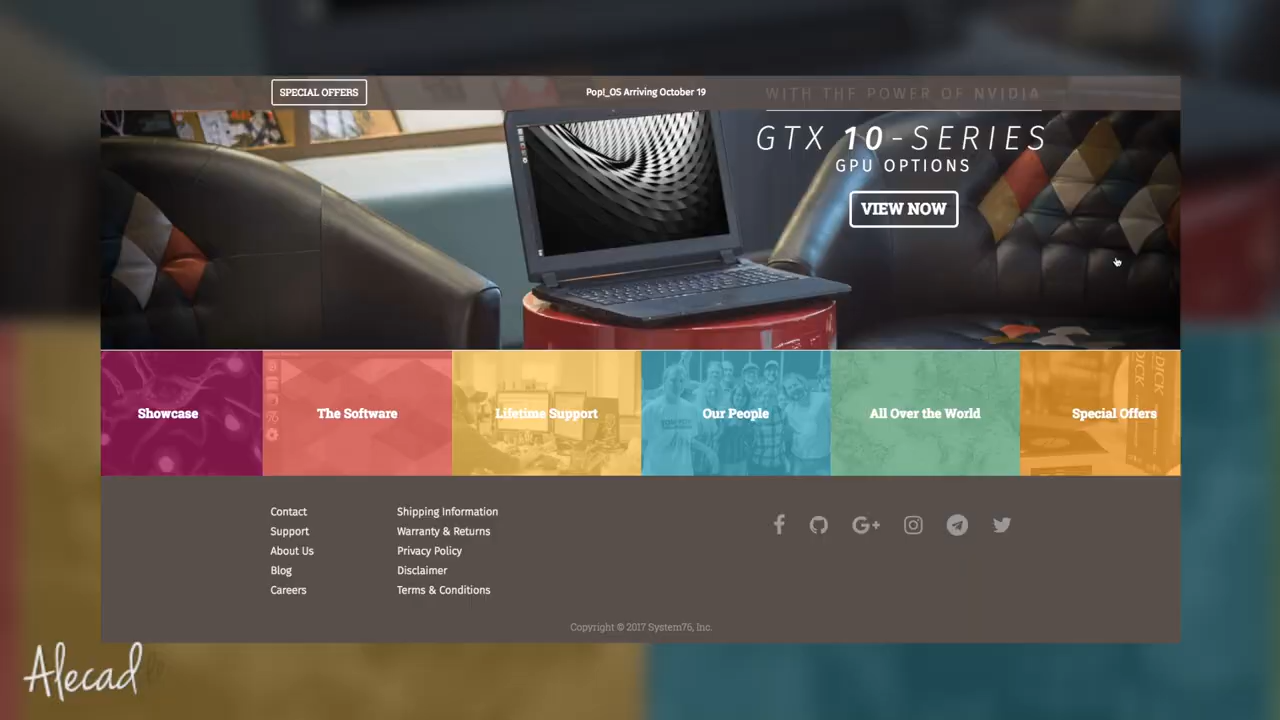 SPECIAL OFFERS
Pop!_OS Arriving October 19
WITH THE POWER OF NVIDIA
GTX 10-SERIES
GPU OPTIONS
VIEW NOW
Showcase
The Software
Lifetime Support
Our People
All Over the World
Special Offers
Contact
Support
About Us
Blog
Careers
Shipping Information
Warranty & Returns
Privacy Policy
Disclaimer
Terms & Conditions
Copyright © 2017 System76, Inc.
Alecad